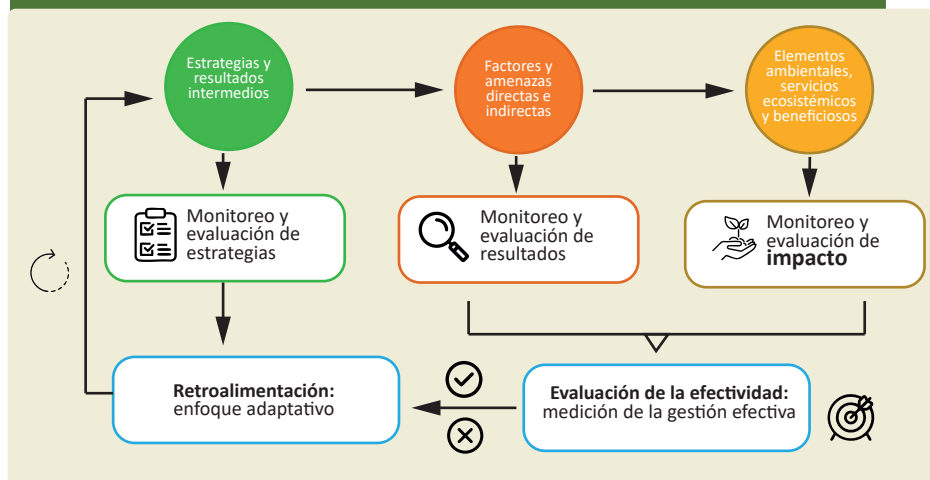 Estrategias y
resultados
intermedios
Factores y
amenazas
directas e
indirectas
Elementos
ambientales,
servicios
ecosistémicos
y beneficiosos
Monitoreo y
evaluación de
estrategias
Monitoreo y
evaluación de
resultados
Monitoreo y
evaluación de
impacto
Retroalimentación:
enfoque adaptativo
Evaluación de la efectividad:
medición de la gestión efectiva